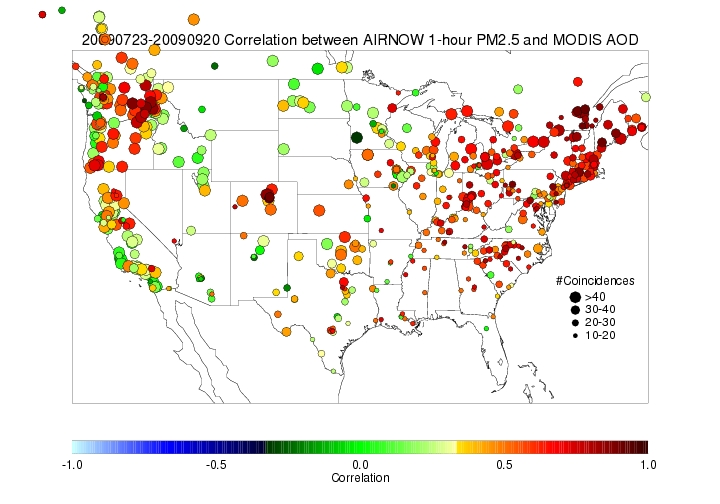 20090723-20090920 Correlation between AIRNOW 1-hour PM2.5 and MODIS AOD
#Coincidences
>40
30-40
20-30
10-20
-1.0 -0.5 0.0 0.5 1.0
Correlation